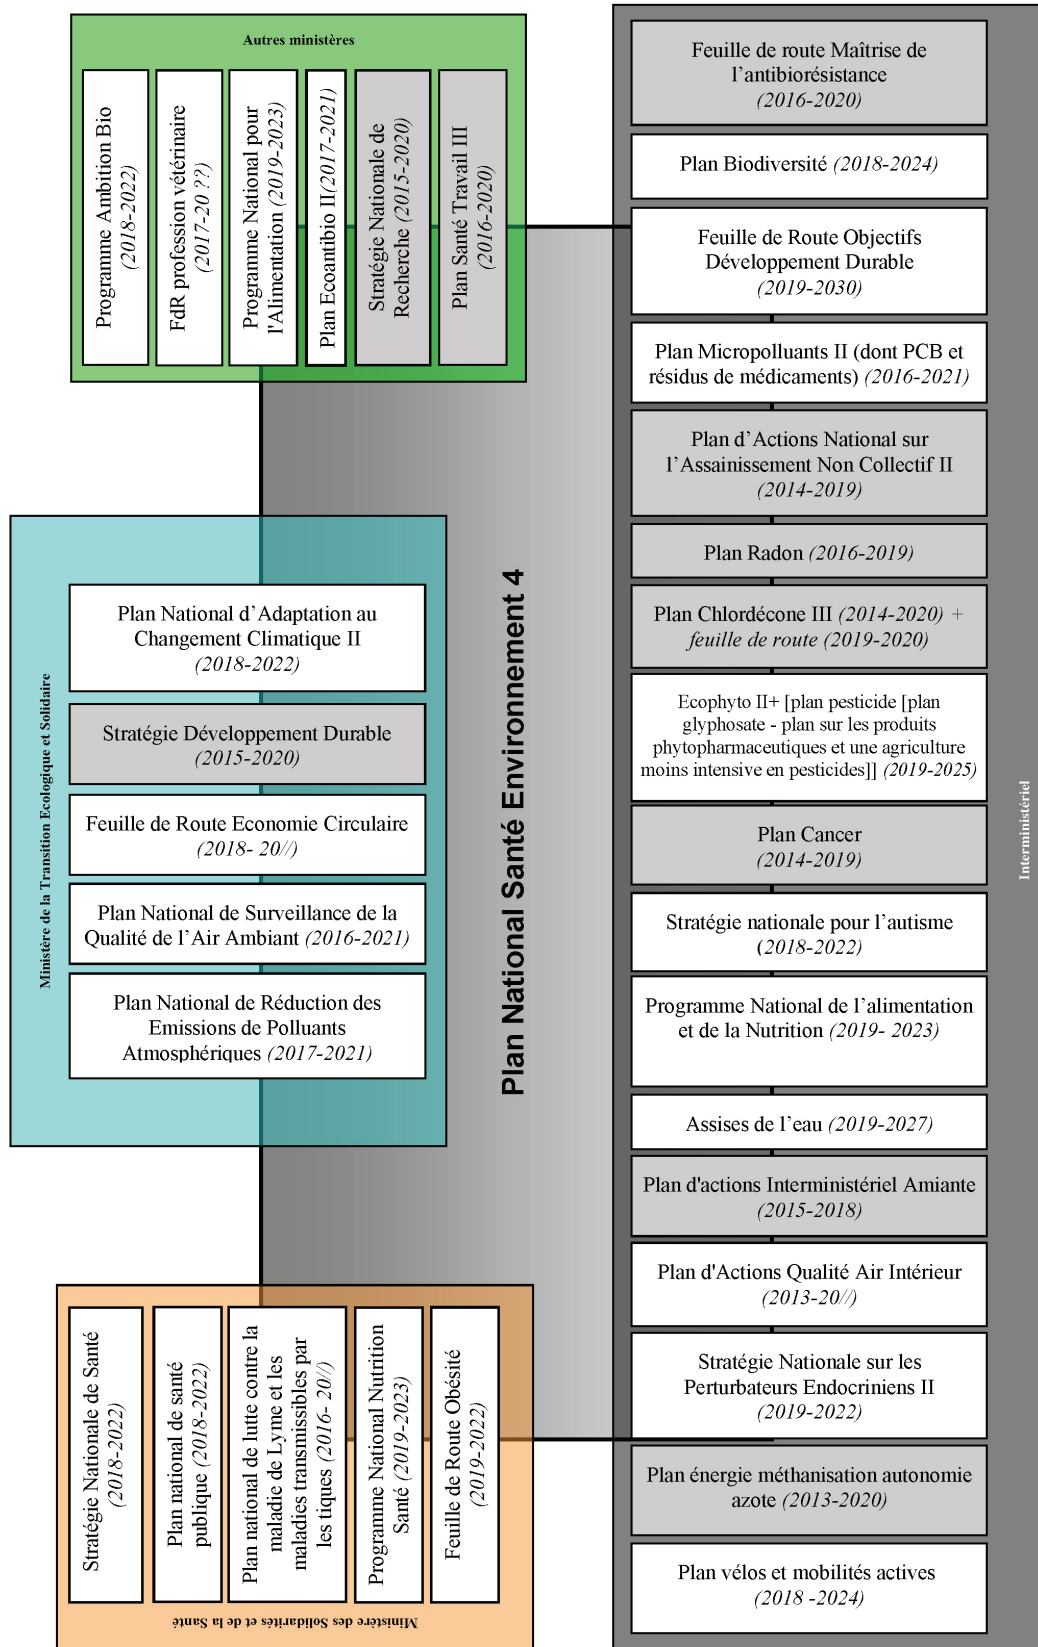 Autres ministères
Programme Ambition Bio
(2018-2022)
FdR profession vétérinaire
(2017-20 ??)
Programme National pour
l'Alimentation (2019-2023)
Plan Ecoantibio II(2017-2021)
Stratégie Nationale de
Recherche (2015-2020)
Plan Santé Travail III
(2016-2020)
Ministère de la Transition Ecologique et Solidaire
Plan National d’Adaptation au
Changement Climatique II
(2018-2022)
Stratégie Développement Durable
(2015-2020)
Feuille de Route Economie Circulaire
(2018- 20//)
Plan National de Surveillance de la
Qualité de l’Air Ambiant (2016-2021)
Plan National de Réduction des
Emissions de Polluants
Atmosphériques (2017-2021)
Ministère des Solidarités et de la Santé
Stratégie Nationale de Santé
(2018-2022)
Plan national de santé
publique (2018-2022)
Plan national de lutte contre la
maladie de Lyme et les
maladies transmissibles par
les tiques (2016- 20//)
Programme National Nutrition
Santé (2019-2023)
Feuille de Route Obésité
(2019-2022)
Plan National Santé Environnement 4
Feuille de route Maîtrise de
l’antibiorésistance
(2016-2020)
Plan Biodiversité (2018-2024)
Feuille de Route Objectifs
Développement Durable
(2019-2030)
Plan Micropolluants II (dont PCB et
résidus de médicaments) (2016-2021)
Plan d’Actions National sur
l’Assainissement Non Collectif II
(2014-2019)
Plan Radon (2016-2019)
Plan Chlordécone III (2014-2020) +
feuille de route (2019-2020)
Ecophyto II+ [plan pesticide [plan
glyphosate - plan sur les produits
phytopharmaceutiques et une agriculture
moins intensive en pesticides]] (2019-2025)
Plan Cancer
(2014-2019)
Stratégie nationale pour l’autisme
(2018-2022)
Programme National de l’alimentation
et de la Nutrition (2019- 2023)
Assises de l’eau (2019-2027)
Plan d'actions Interministériel Amiante
(2015-2018)
Plan d'Actions Qualité Air Intérieur
(2013-20//)
Stratégie Nationale sur les
Perturbateurs Endocriniens II
(2019-2022)
Plan énergie méthanisation autonomie
azote (2013-2020)
Plan vélos et mobilités actives
(2018 -2024)
Interministériel